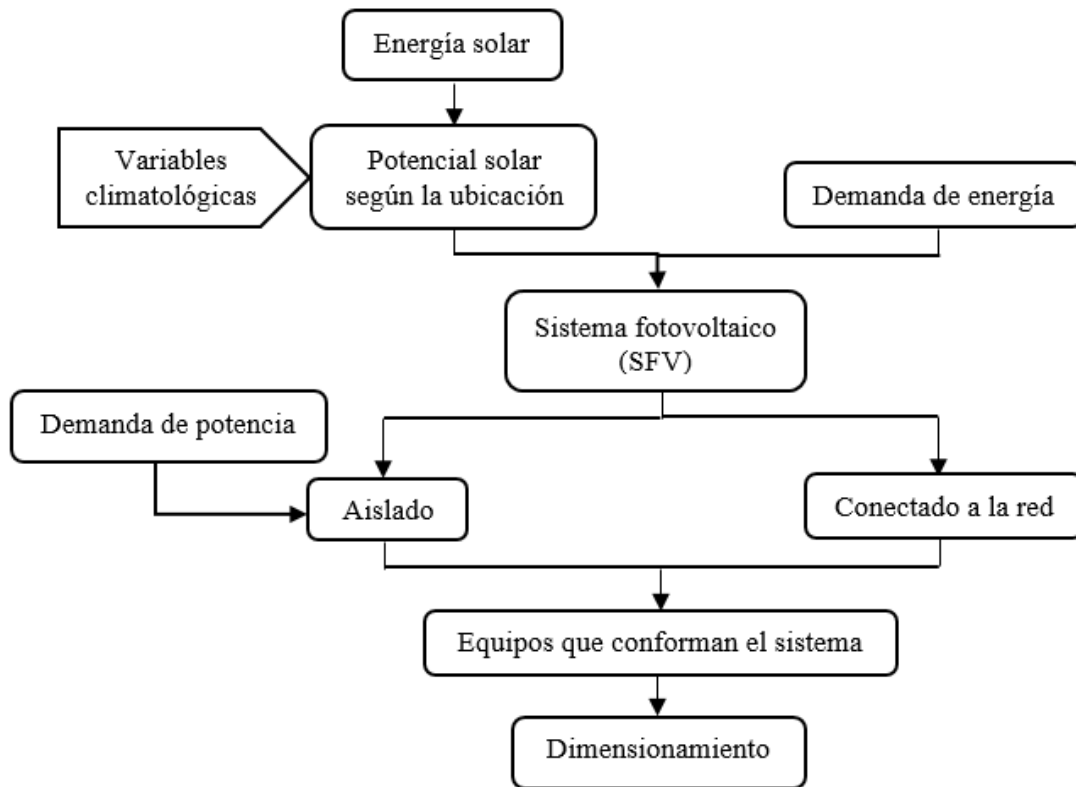 Energía solar
Variables
climatológicas
Potencial solar
según la ubicación
Demanda de energía
Sistema fotovoltaico
(SFV)
Demanda de potencia
Aislado
Conectado a la red
Equipos que conforman el sistema
Dimensionamiento